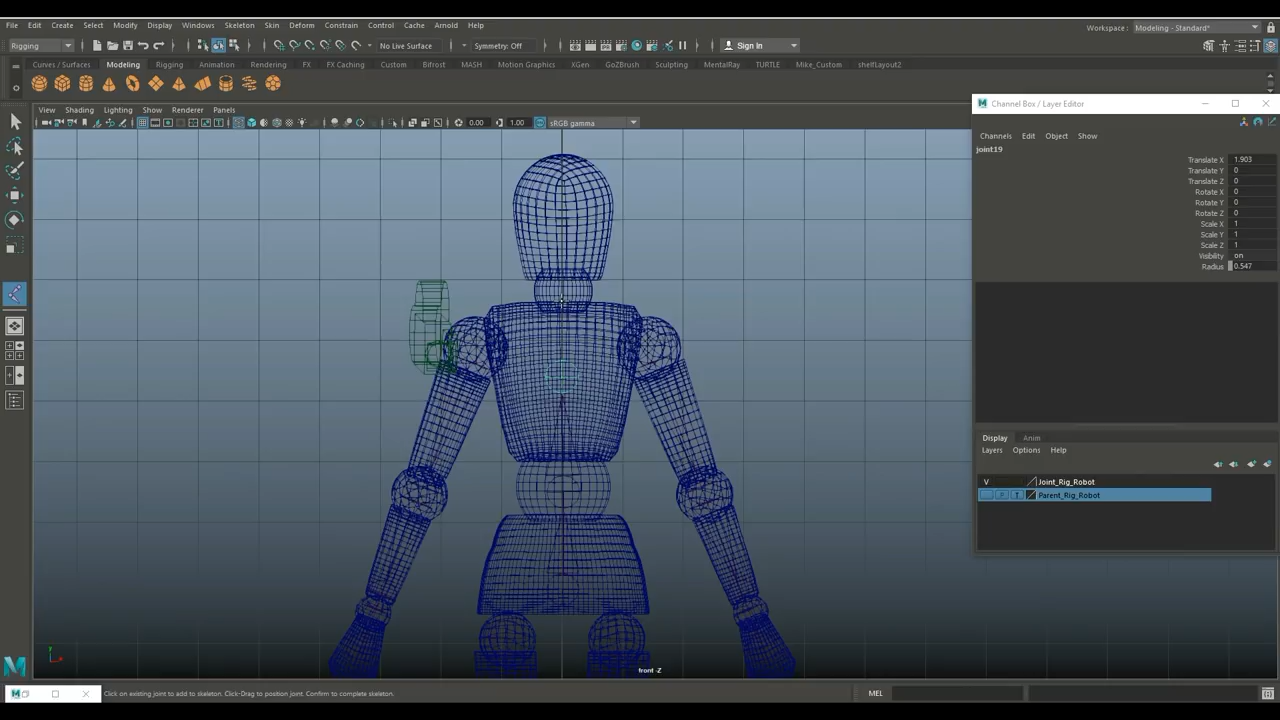 File Edit Create Select Modify Display Windows Skeleton Skin Deform Constrain Control Cache Arnold Help
Workspace: Modeling - Standard*
Rigging No Live Surface Symmetry: Off Sign In
Curves / Surfaces Modeling Rigging Animation Rendering FX FX Caching Custom Bifrost MASH Motion Graphics XGen GoZBrush Sculpting MentalRay TURTLE Mike_Custom shelfLayout2
View Shading Lighting Show Renderer Panels
0.00 1.00 sRGB gamma
Channel Box / Layer Editor
Channels Edit Object Show
joint19
Translate X 1.903
Translate Y 0
Translate Z 0
Rotate X 0
Rotate Y 0
Rotate Z 0
Scale X 1
Scale Y 1
Scale Z 1
Visibility on
Radius 0.547
Display Anim
Layers Options Help
V Joint_Rig_Robot
P T Parent_Rig_Robot
front -Z
Click on existing joint to add to skeleton. Click-Drag to position joint. Confirm to complete skeleton.
MEL